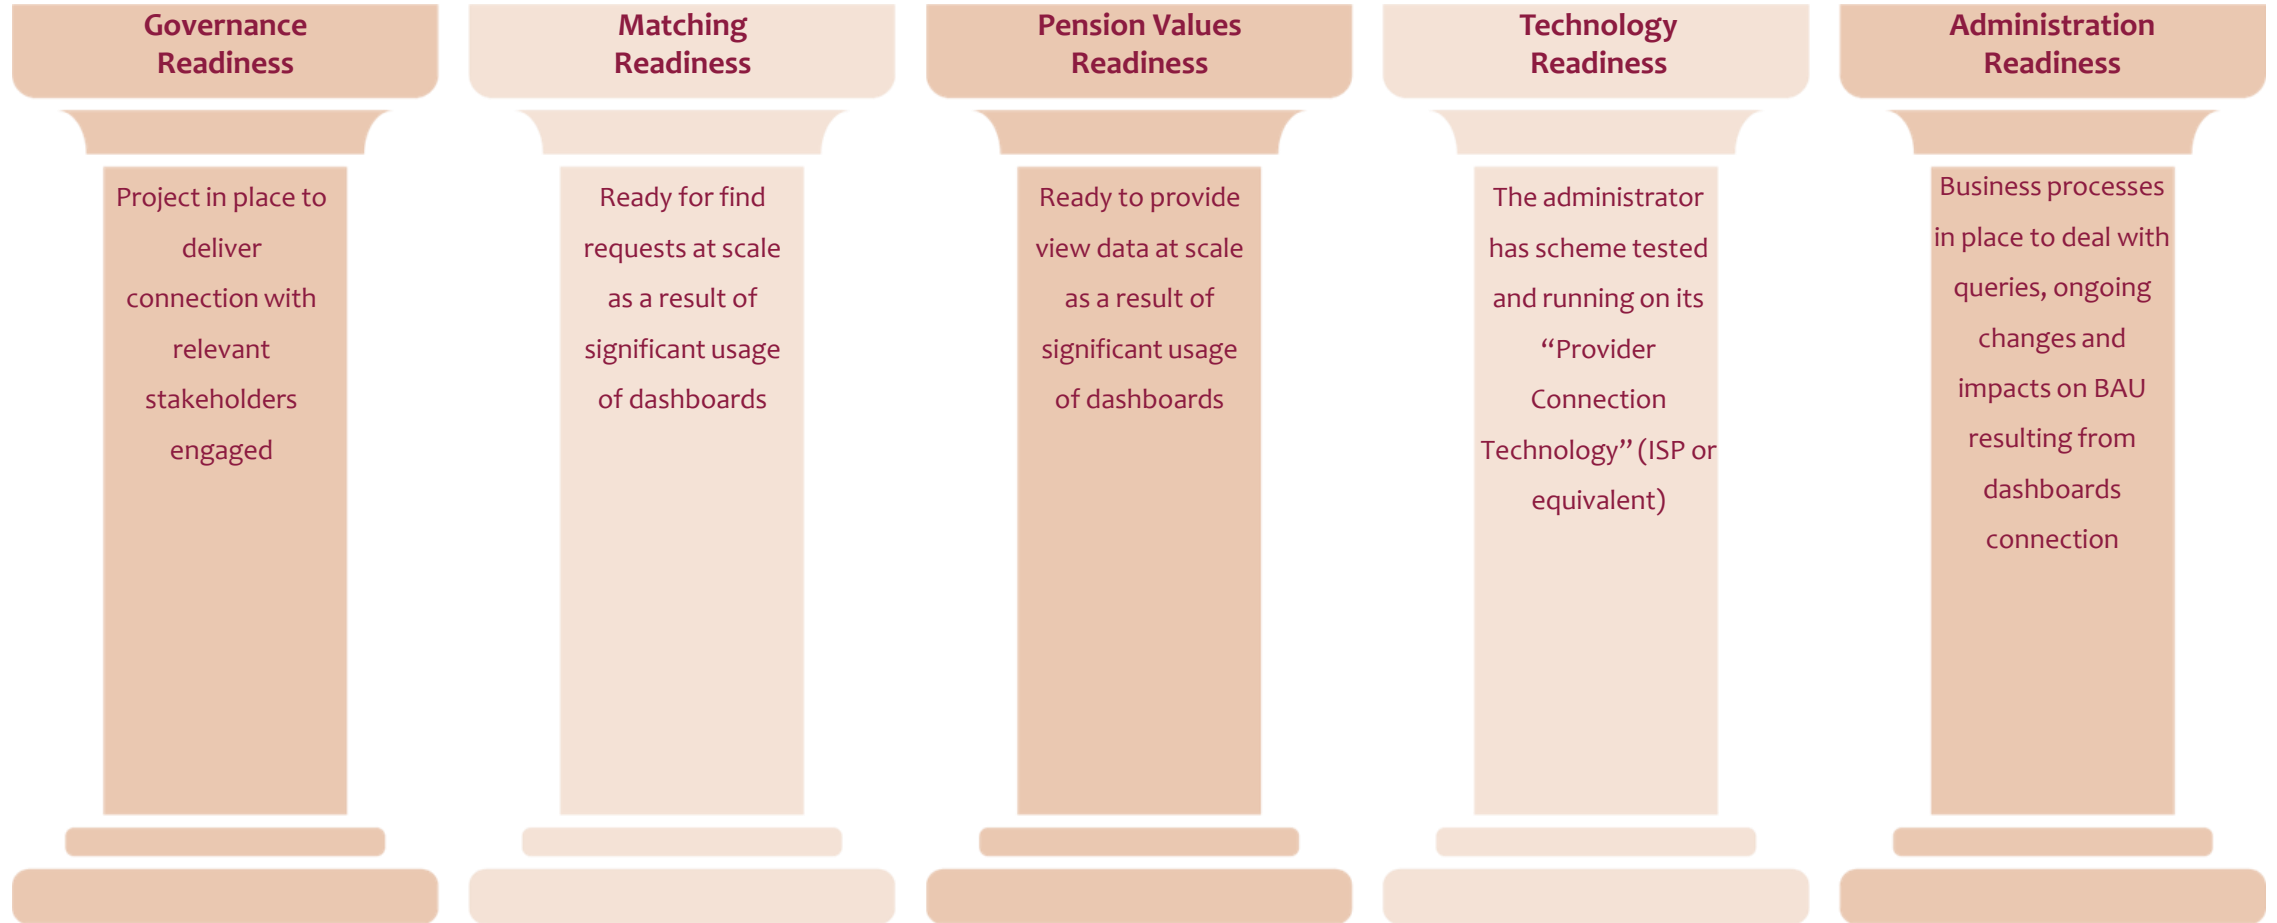 Governance
Readiness
Project in place to
deliver
connection with
relevant
stakeholders
engaged
Matching
Readiness
Ready for find
requests at scale
as a result of
significant usage
of dashboards
Pension Values
Readiness
Ready to provide
view data at scale
as a result of
significant usage
of dashboards
Technology
Readiness
The administrator
has scheme tested
and running on its
“Provider
Connection
Technology” (ISP or
equivalent)
Administration
Readiness
Business processes
in place to deal with
queries, ongoing
changes and
impacts on BAU
resulting from
dashboards
connection